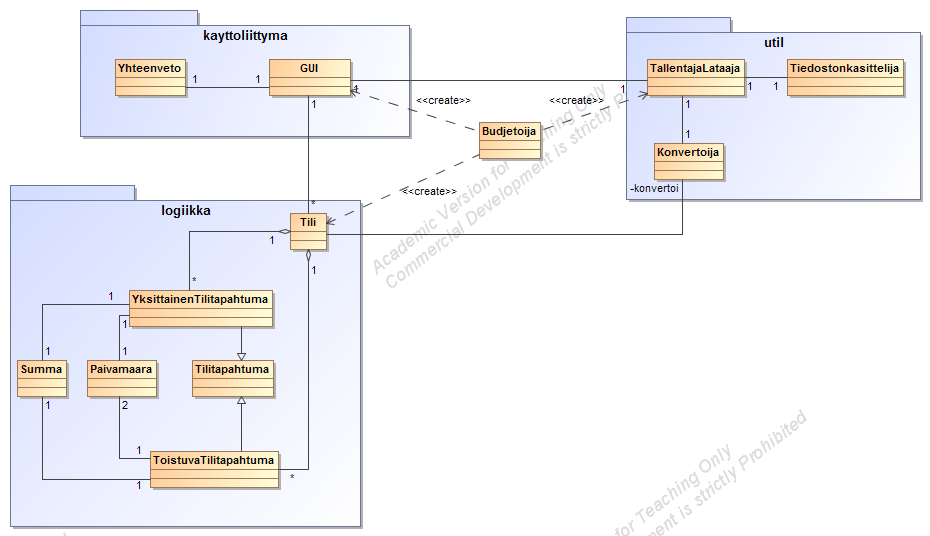 kayttoliittyma
Yhteenveto
1
1
GUI
1
1
util
TallentajaLataaja
1
1
Tiedostonkasittelija
1
1
1
Konvertoija
-konvertoi
<<create>>
<<create>>
Budjetoija
<<create>>
logiikka
*
Tili
1
1
*
YksittainenTilitapahtuma
1
1
1
1
Summa
Paivamaara
Tilitapahtuma
1
2
1
ToistuvaTilitapahtuma
1
*
Academic Version for Teaching Only
Commercial Development is strictly Prohibited
for Teaching Only
ment is strictly Prohibited